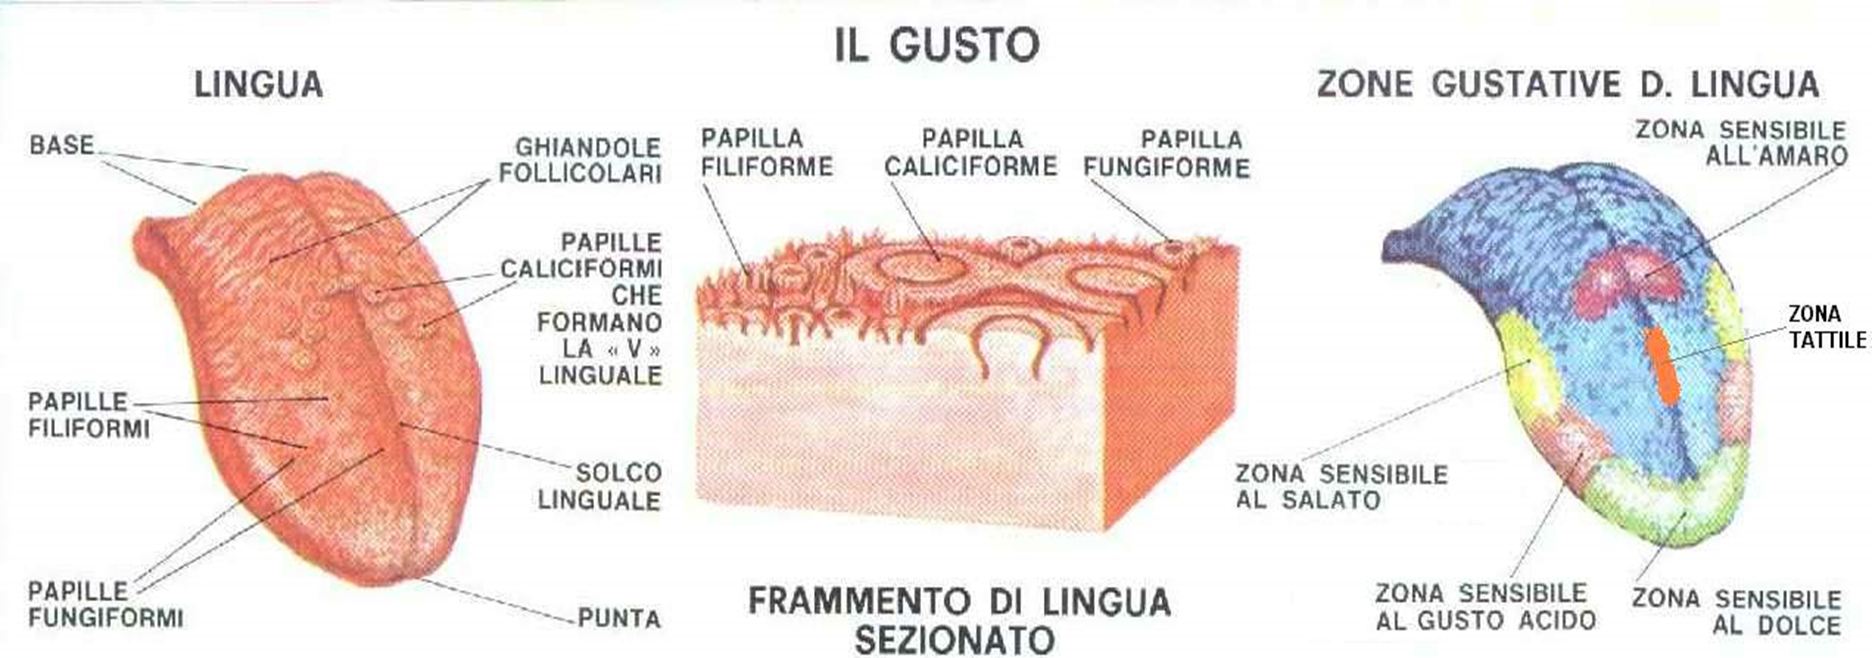 IL GUSTO
LINGUA
BASE
GHIANDOLE
FOLLICOLARI
PAPILLE
CALICIFORMI
CHE
FORMANO
LA « V »
LINGUALE
PAPILLE
FILIFORMI
SOLCO
LINGUALE
PAPILLE
FUNGIFORMI
PUNTA
PAPILLA
FILIFORME
PAPILLA
CALICIFORME
PAPILLA
FUNGIFORME
FRAMMENTO DI LINGUA
SEZIONATO
ZONE GUSTATIVE D. LINGUA
ZONA SENSIBILE
ALL'AMARO
ZONA
TATTILE
ZONA SENSIBILE
AL SALATO
ZONA SENSIBILE
AL GUSTO ACIDO
ZONA SENSIBILE
AL DOLCE